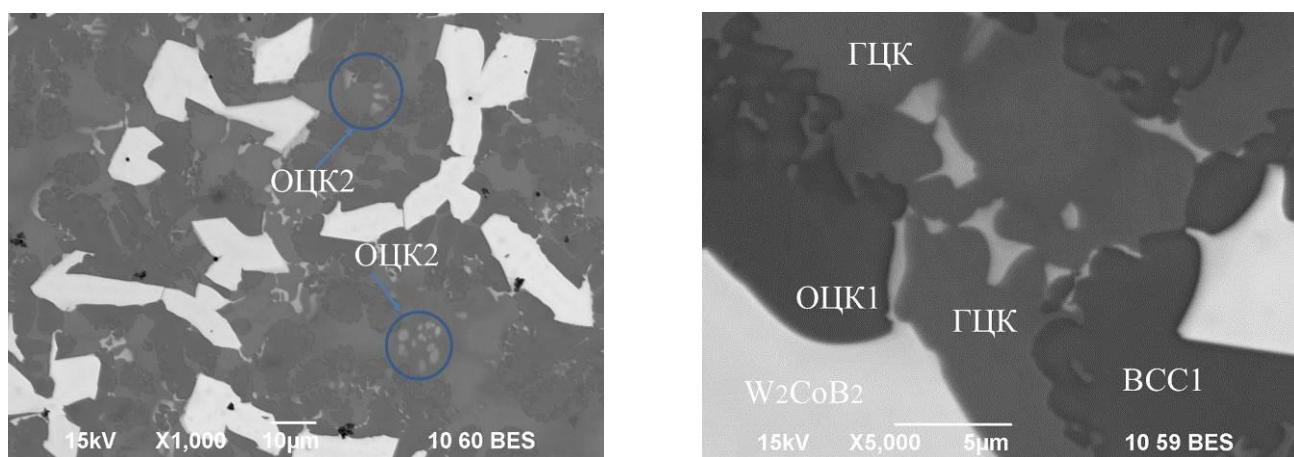 ОЦК2
ОЦК2
15kV X1,000 10µm 10 60 BES
ГЦК
ОЦК1
ГЦК
W2CoB2
BCC1
15kV X5,000 5µm 10 59 BES